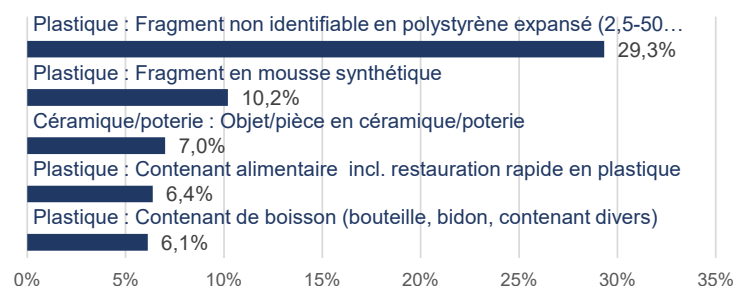 Plastique : Fragment non identifiable en polystyrène expansé (2,5-50…
29,3%
Plastique : Fragment en mousse synthétique
10,2%
Céramique/poterie : Objet/pièce en céramique/poterie
7,0%
Plastique : Contenant alimentaire  incl. restauration rapide en plastique
6,4%
Plastique : Contenant de boisson (bouteille, bidon, contenant divers)
6,1%
0% 5% 10% 15% 20% 25% 30% 35%